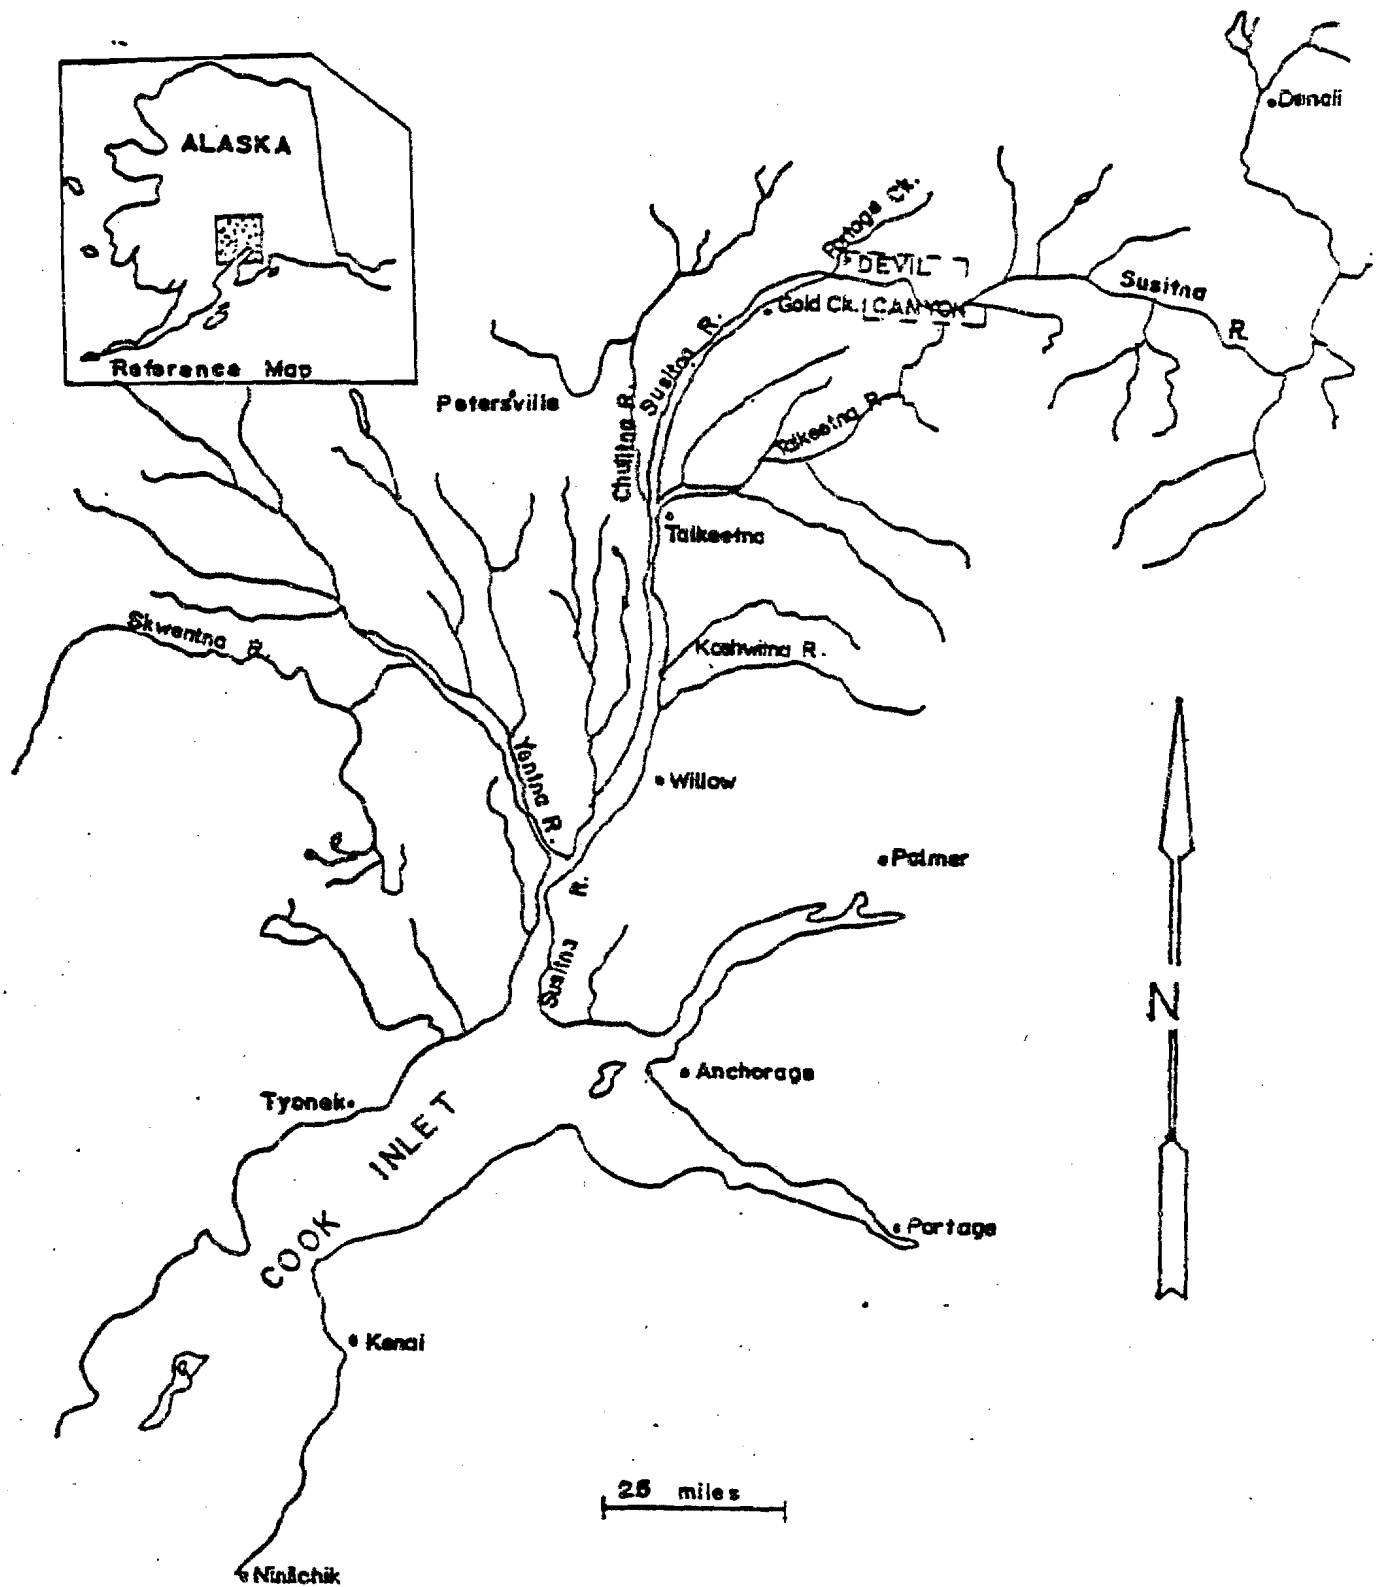 Denali
ALASKA
Portage Ck.
DEVIL
CANYON
Susitna
R.
Gold Ck.
Reference Map
Susitna R.
Petersville
Chulitna R.
Talkeetna R.
Talkeetna
Skwentna R.
Kashwitna R.
Yentna R.
Willow
Palmer
R.
Susitna
N
Anchorage
Tyonek
INLET
COOK
Portage
Kenai
25 miles
Ninilchik